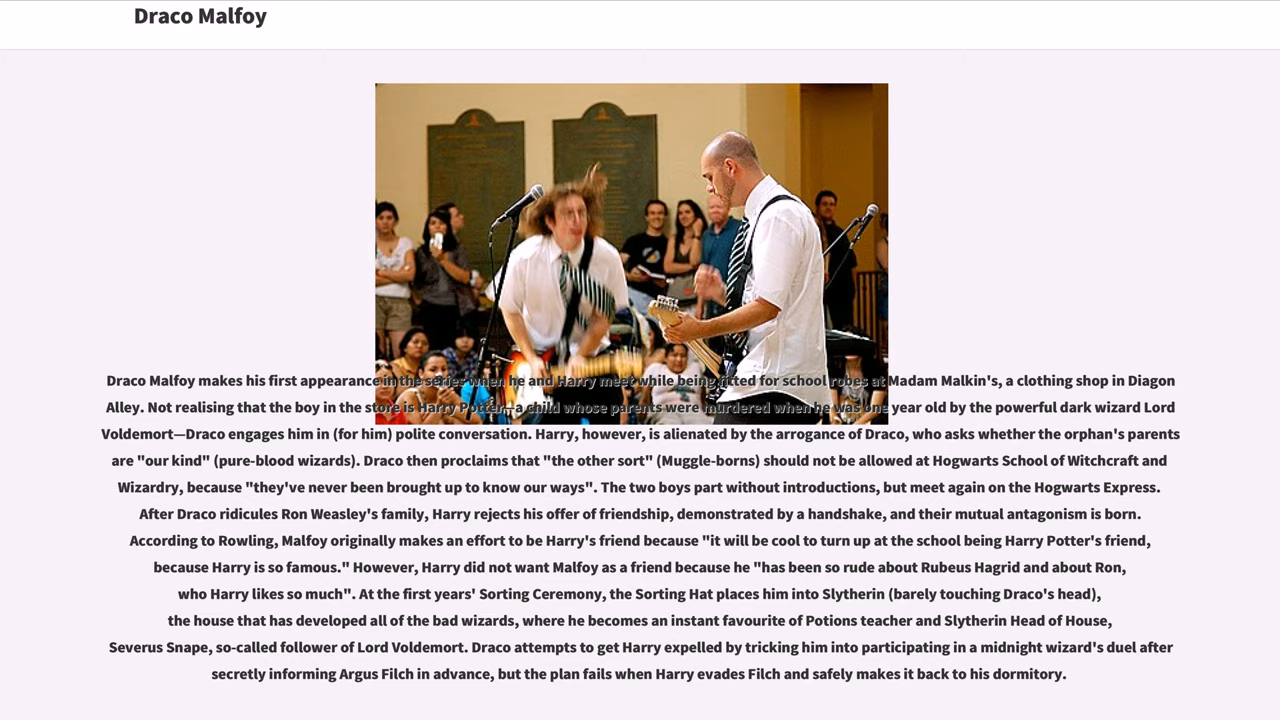 Draco Malfoy
Draco Malfoy makes his first appearance in the series when he and Harry meet while being fitted for school robes at Madam Malkin's, a clothing shop in Diagon
Alley. Not realising that the boy in the store is Harry Potter—a child whose parents were murdered when he was one year old by the powerful dark wizard Lord
Voldemort—Draco engages him in (for him) polite conversation. Harry, however, is alienated by the arrogance of Draco, who asks whether the orphan's parents
are "our kind" (pure-blood wizards). Draco then proclaims that "the other sort" (Muggle-borns) should not be allowed at Hogwarts School of Witchcraft and
Wizardry, because "they've never been brought up to know our ways". The two boys part without introductions, but meet again on the Hogwarts Express.
After Draco ridicules Ron Weasley's family, Harry rejects his offer of friendship, demonstrated by a handshake, and their mutual antagonism is born.
According to Rowling, Malfoy originally makes an effort to be Harry's friend because "it will be cool to turn up at the school being Harry Potter's friend,
because Harry is so famous." However, Harry did not want Malfoy as a friend because he "has been so rude about Rubeus Hagrid and about Ron,
who Harry likes so much". At the first years' Sorting Ceremony, the Sorting Hat places him into Slytherin (barely touching Draco's head),
the house that has developed all of the bad wizards, where he becomes an instant favourite of Potions teacher and Slytherin Head of House,
Severus Snape, so-called follower of Lord Voldemort. Draco attempts to get Harry expelled by tricking him into participating in a midnight wizard's duel after
secretly informing Argus Filch in advance, but the plan fails when Harry evades Filch and safely makes it back to his dormitory.